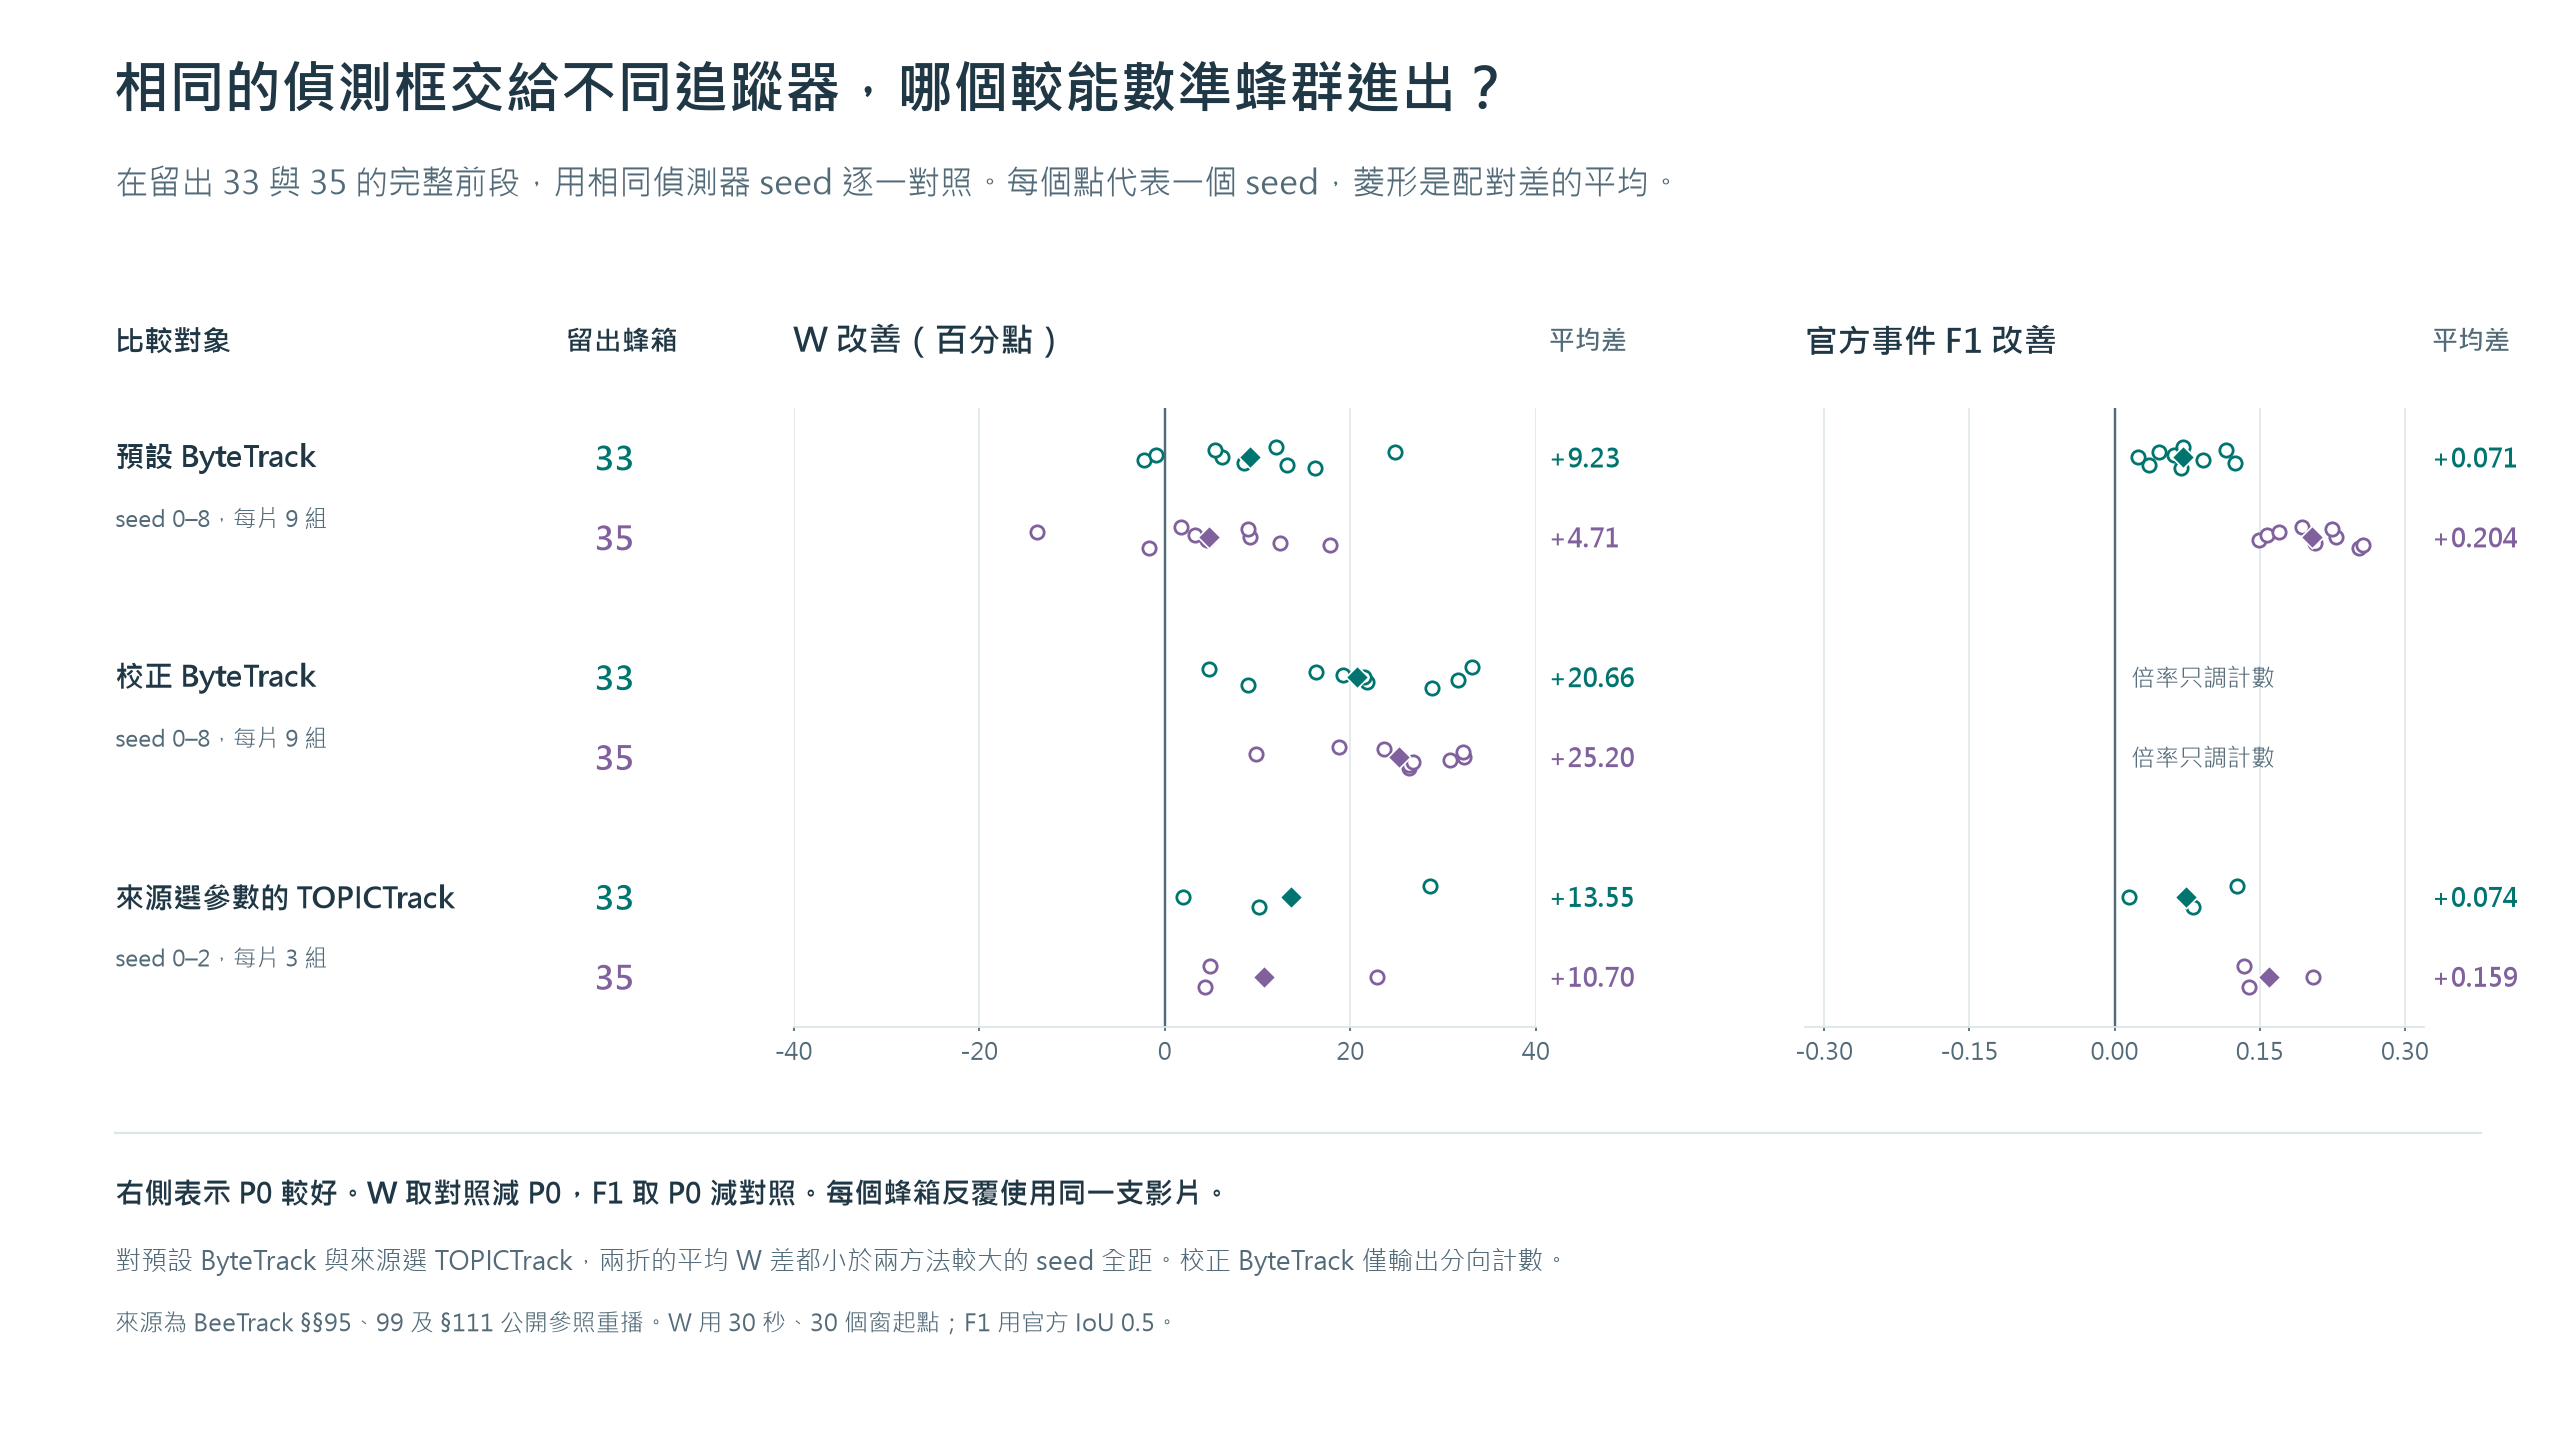 相同的偵測框交給不同追蹤器，哪個較能數準蜂群進出？
在留出 33 與 35 的完整前段，用相同偵測器 seed 逐一對照。每個點代表一個 seed，菱形是配對差的平均。
比較對象 留出蜂箱 W 改善（百分點） 平均差 官方事件 F1 改善 平均差
預設 ByteTrack 33 +9.23 +0.071
seed 0–8，每片 9 組
35 +4.71 +0.204
校正 ByteTrack 33 +20.66 倍率只調計數
seed 0–8，每片 9 組
35 +25.20 倍率只調計數
來源選參數的 TOPICTrack 33 +13.55 +0.074
seed 0–2，每片 3 組
35 +10.70 +0.159
-40 -20 0 20 40 -0.30 -0.15 0.00 0.15 0.30
右側表示 P0 較好。W 取對照減 P0，F1 取 P0 減對照。每個蜂箱反覆使用同一支影片。
對預設 ByteTrack 與來源選 TOPICTrack，兩折的平均 W 差都小於兩方法較大的 seed 全距。校正 ByteTrack 僅輸出分向計數。
來源為 BeeTrack §§95、99 及 §111 公開參照重播。W 用 30 秒、30 個窗起點；F1 用官方 IoU 0.5。